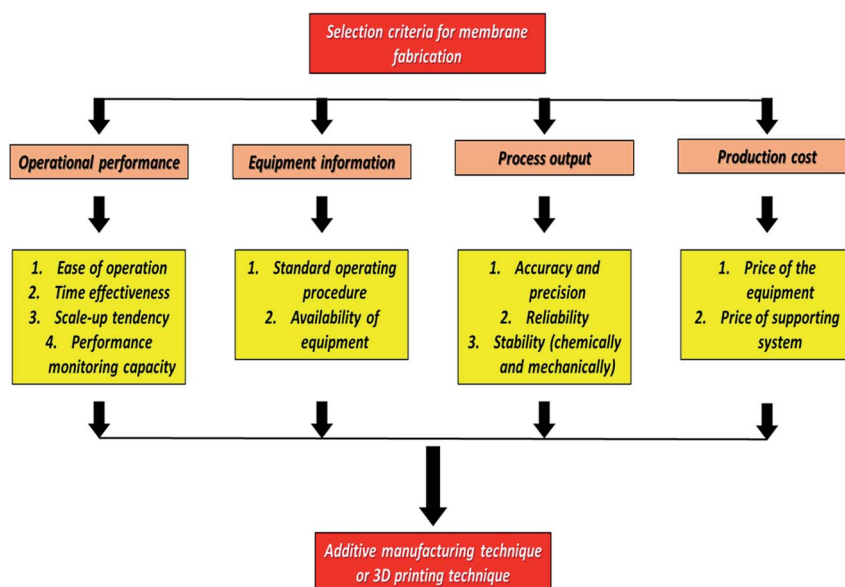 Selection criteria for membrane
fabrication
Operational performance
Equipment information
Process output
Production cost
1. Ease of operation
2. Time effectiveness
3. Scale-up tendency
4. Performance
monitoring capacity
1. Standard operating
procedure
2. Availability of
equipment
1. Accuracy and
precision
2. Reliability
3. Stability (chemically
and mechanically)
1. Price of the
equipment
2. Price of supporting
system
Additive manufacturing technique
or 3D printing technique